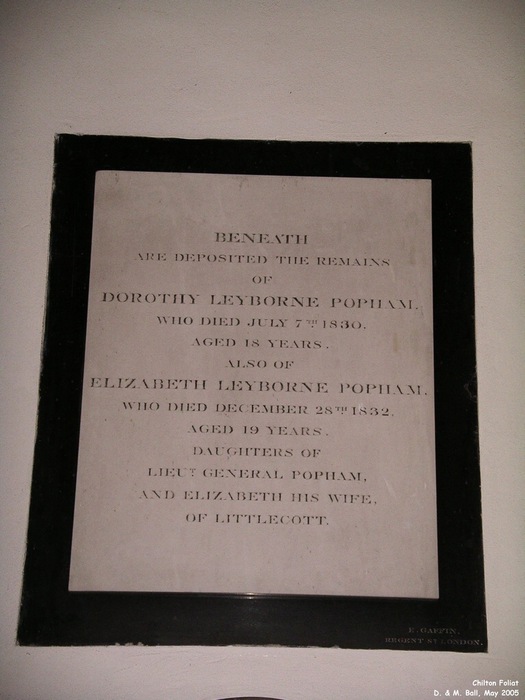 BENEATH
ARE DEPOSITED THE REMAINS
OF
DOROTHY LEYBORNE POPHAM,
WHO DIED JULY 7TH 1830,
AGED 18 YEARS.
ALSO OF
ELIZABETH LEYBORNE POPHAM,
WHO DIED DECEMBER 28TH 1832,
AGED 19 YEARS.
DAUGHTERS OF
LIEUT GENERAL POPHAM,
AND ELIZABETH HIS WIFE,
OF LITTLECOTT.
E. GAFFIN,
REGENT ST LONDON.
Chilton Foliat
D. & M. Ball, May 2005